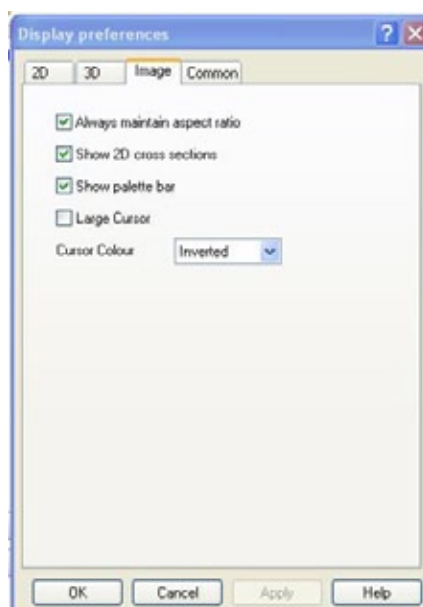 Display preferences
2D 3D Image Common
Always maintain aspect ratio
Show 2D cross sections
Show palette bar
Large Cursor
Cursor Colour Inverted
OK Cancel Apply Help